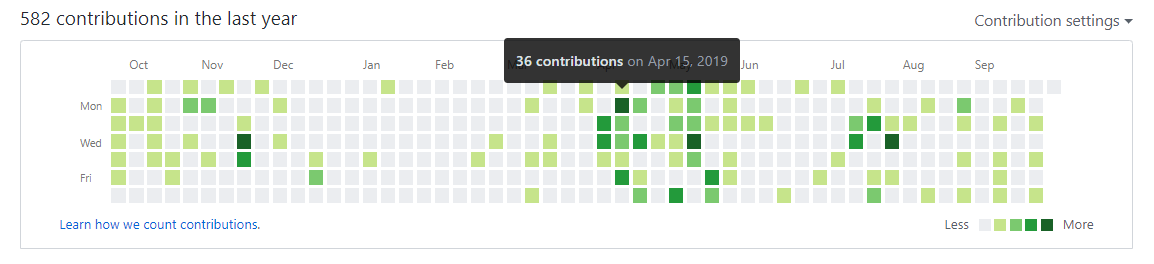 582 contributions in the last year
Contribution settings
36 contributions on Apr 15, 2019
Oct Nov Dec Jan Feb Jun Jul Aug Sep
Mon
Wed
Fri
Learn how we count contributions.
Less More